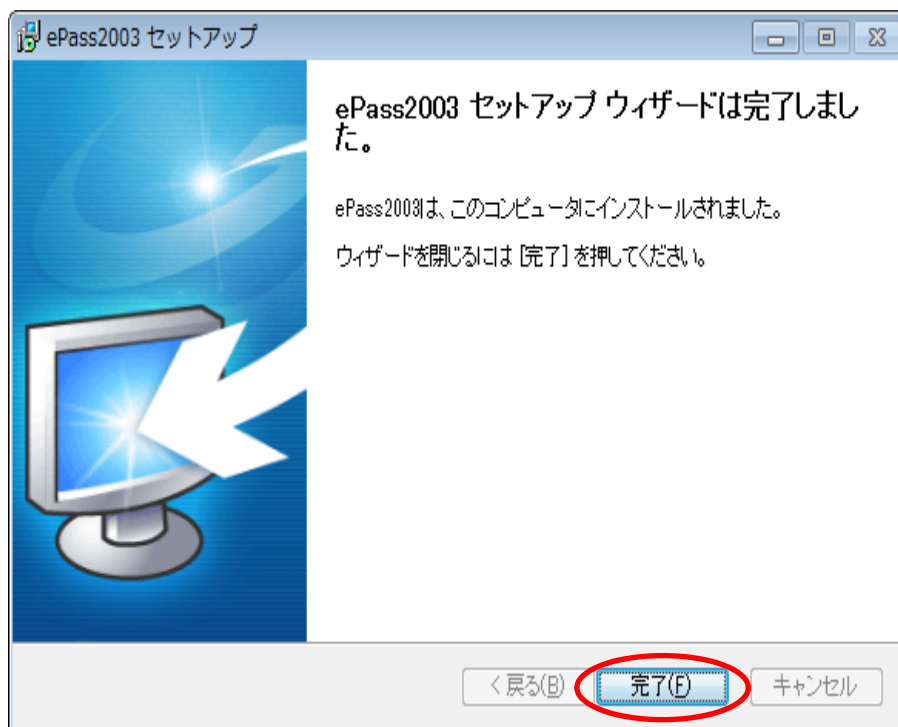 ePass2003 セットアップ
ePass2003 セットアップ ウィザードは完了しまし
た。
ePass2003は、このコンピュータにインストールされました。
ウィザードを閉じるには [完了] を押してください。
< 戻る(B)
完了(F)
キャンセル